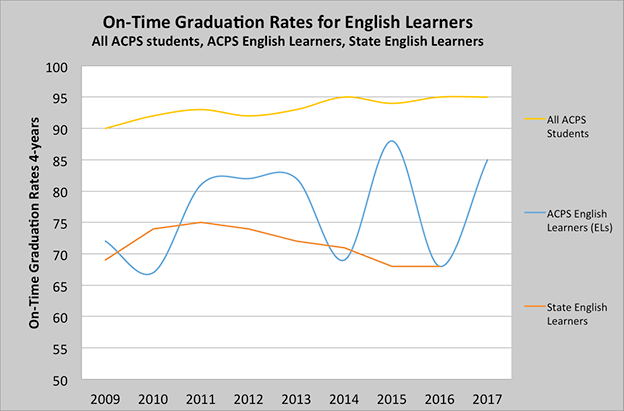 On-Time Graduation Rates for English Learners
All ACPS students, ACPS English Learners, State English Learners
On-Time Graduation Rates 4-years
100
95
90
85
80
75
70
65
60
55
50
2009 2010 2011 2012 2013 2014 2015 2016 2017
All ACPS
Students
ACPS English
Learners (ELs)
State English
Learners